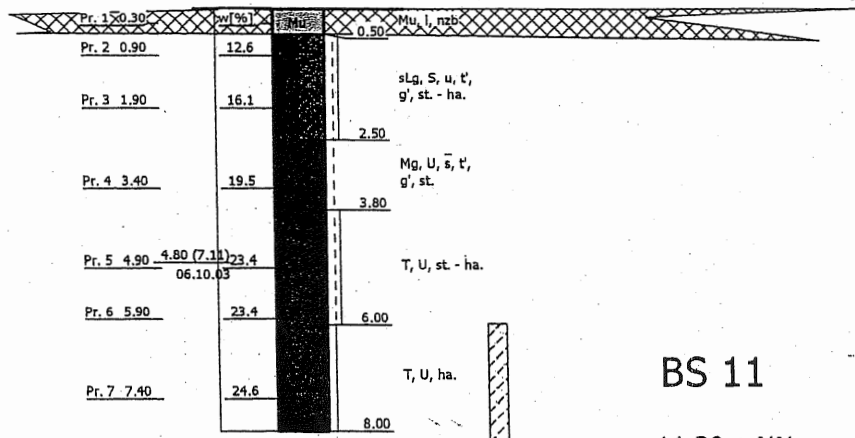 Pr. 1 0.30 w[%] Mu Mu, l, nzb
0.50
Pr. 2 0.90 12.6
sLg, S, u, t',
g', st. - ha.
Pr. 3 1.90 16.1
2.50
Mg, U, s̄, t',
g', st.
Pr. 4 3.40 19.5
3.80
4.80 (7.11)
Pr. 5 4.90 23.4 T, U, st. - ha.
06.10.03
Pr. 6 5.90 23.4
6.00
T, U, ha.
BS 11
Pr. 7 7.40 24.6
8.00